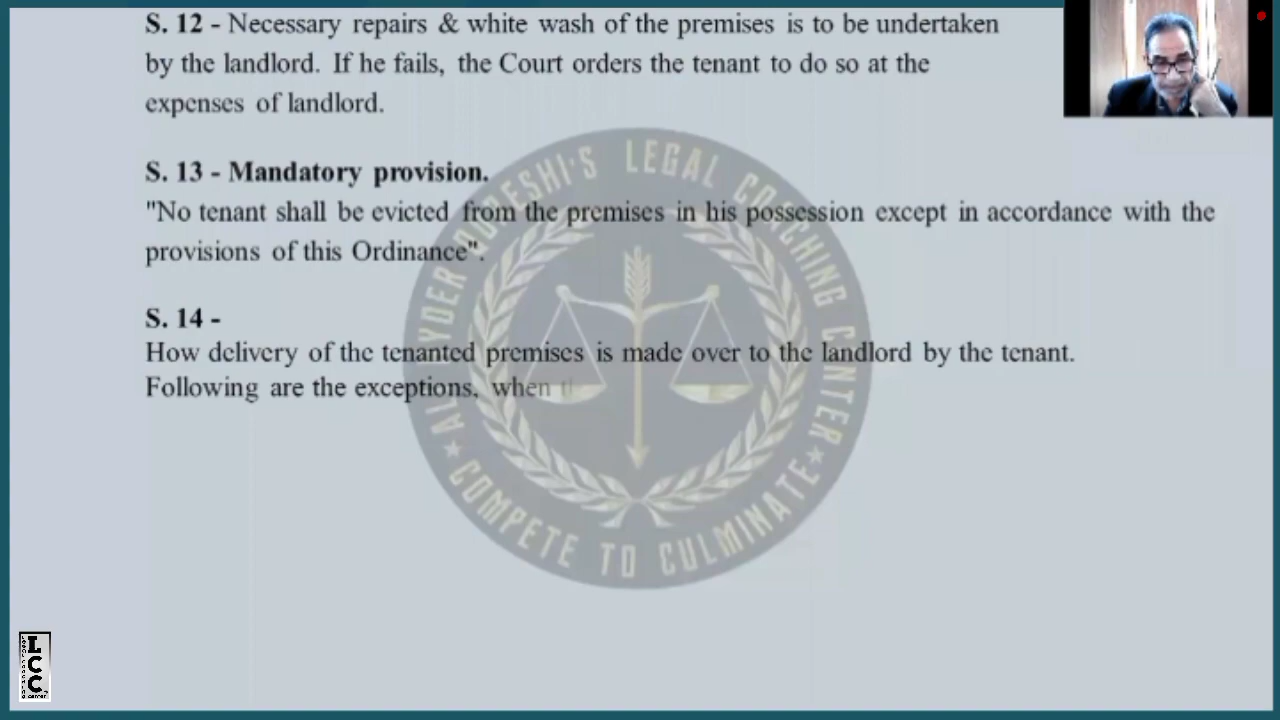 S. 12 - Necessary repairs & white wash of the premises is to be undertaken
by the landlord. If he fails, the Court orders the tenant to do so at the
expenses of landlord.
S. 13 - Mandatory provision.
"No tenant shall be evicted from the premises in his possession except in accordance with the
provisions of this Ordinance".
S. 14 -
How delivery of the tenanted premises is made over to the landlord by the tenant.
Following are the exceptions, when
LEGAL COACHING CENTER
COMPETE TO CULMINATE
LCC